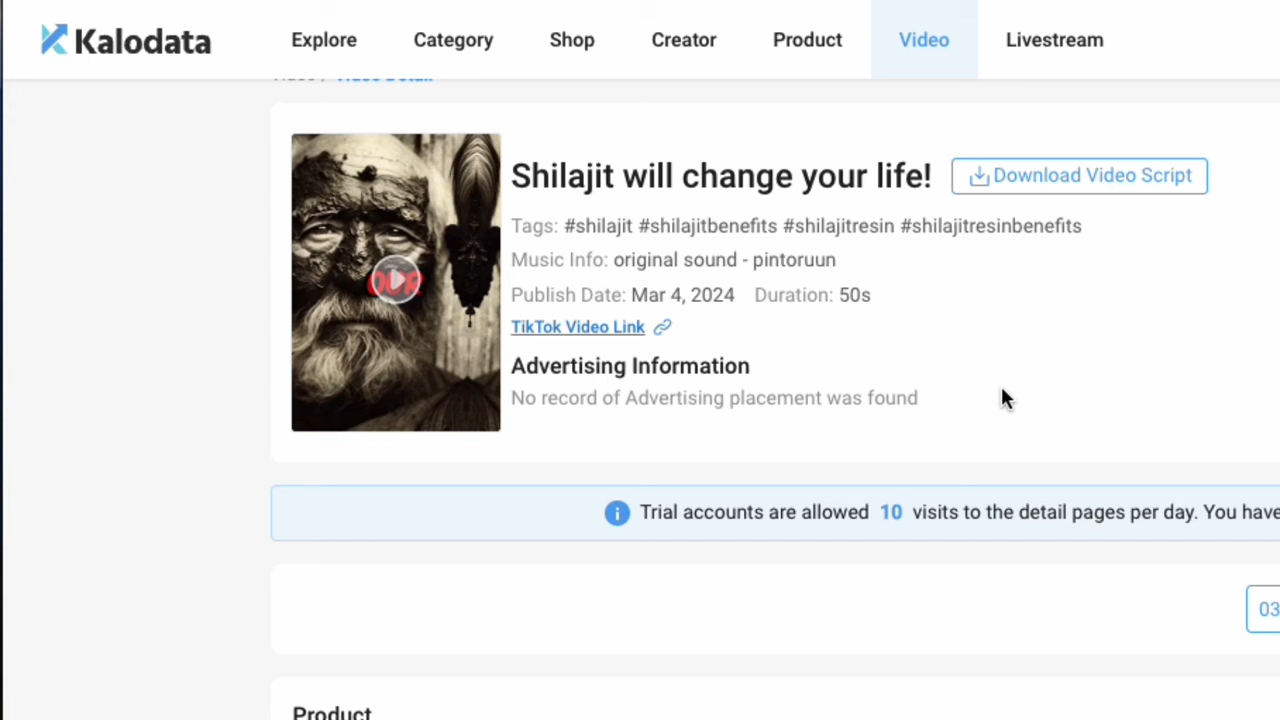 Kalodata
Explore Category Shop Creator Product Video Livestream
Video Detail
Shilajit will change your life!
Download Video Script
Tags: #shilajit #shilajitbenefits #shilajitresin #shilajitresinbenefits
Music Info: original sound - pintoruun
Publish Date: Mar 4, 2024 Duration: 50s
TikTok Video Link
Advertising Information
No record of Advertising placement was found
OUR
Trial accounts are allowed 10 visits to the detail pages per day. You have
03
Product